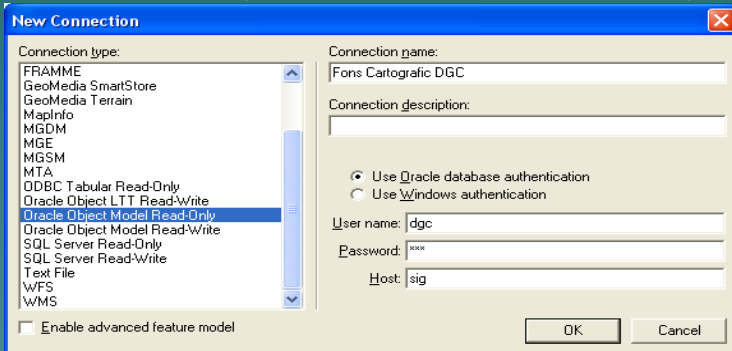 New Connection
Connection type:
FRAMME
GeoMedia SmartStore
GeoMedia Terrain
MapInfo
MGDM
MGE
MGSM
MTA
ODBC Tabular Read-Only
Oracle Object LTT Read-Write
Oracle Object Model Read-Only
Oracle Object Model Read-Write
SQL Server Read-Only
SQL Server Read-Write
Text File
WFS
WMS
Enable advanced feature model
Connection name:
Fons Cartografic DGC
Connection description:
Use Oracle database authentication
Use Windows authentication
User name: dgc
Password: ***
Host: sig
OK Cancel